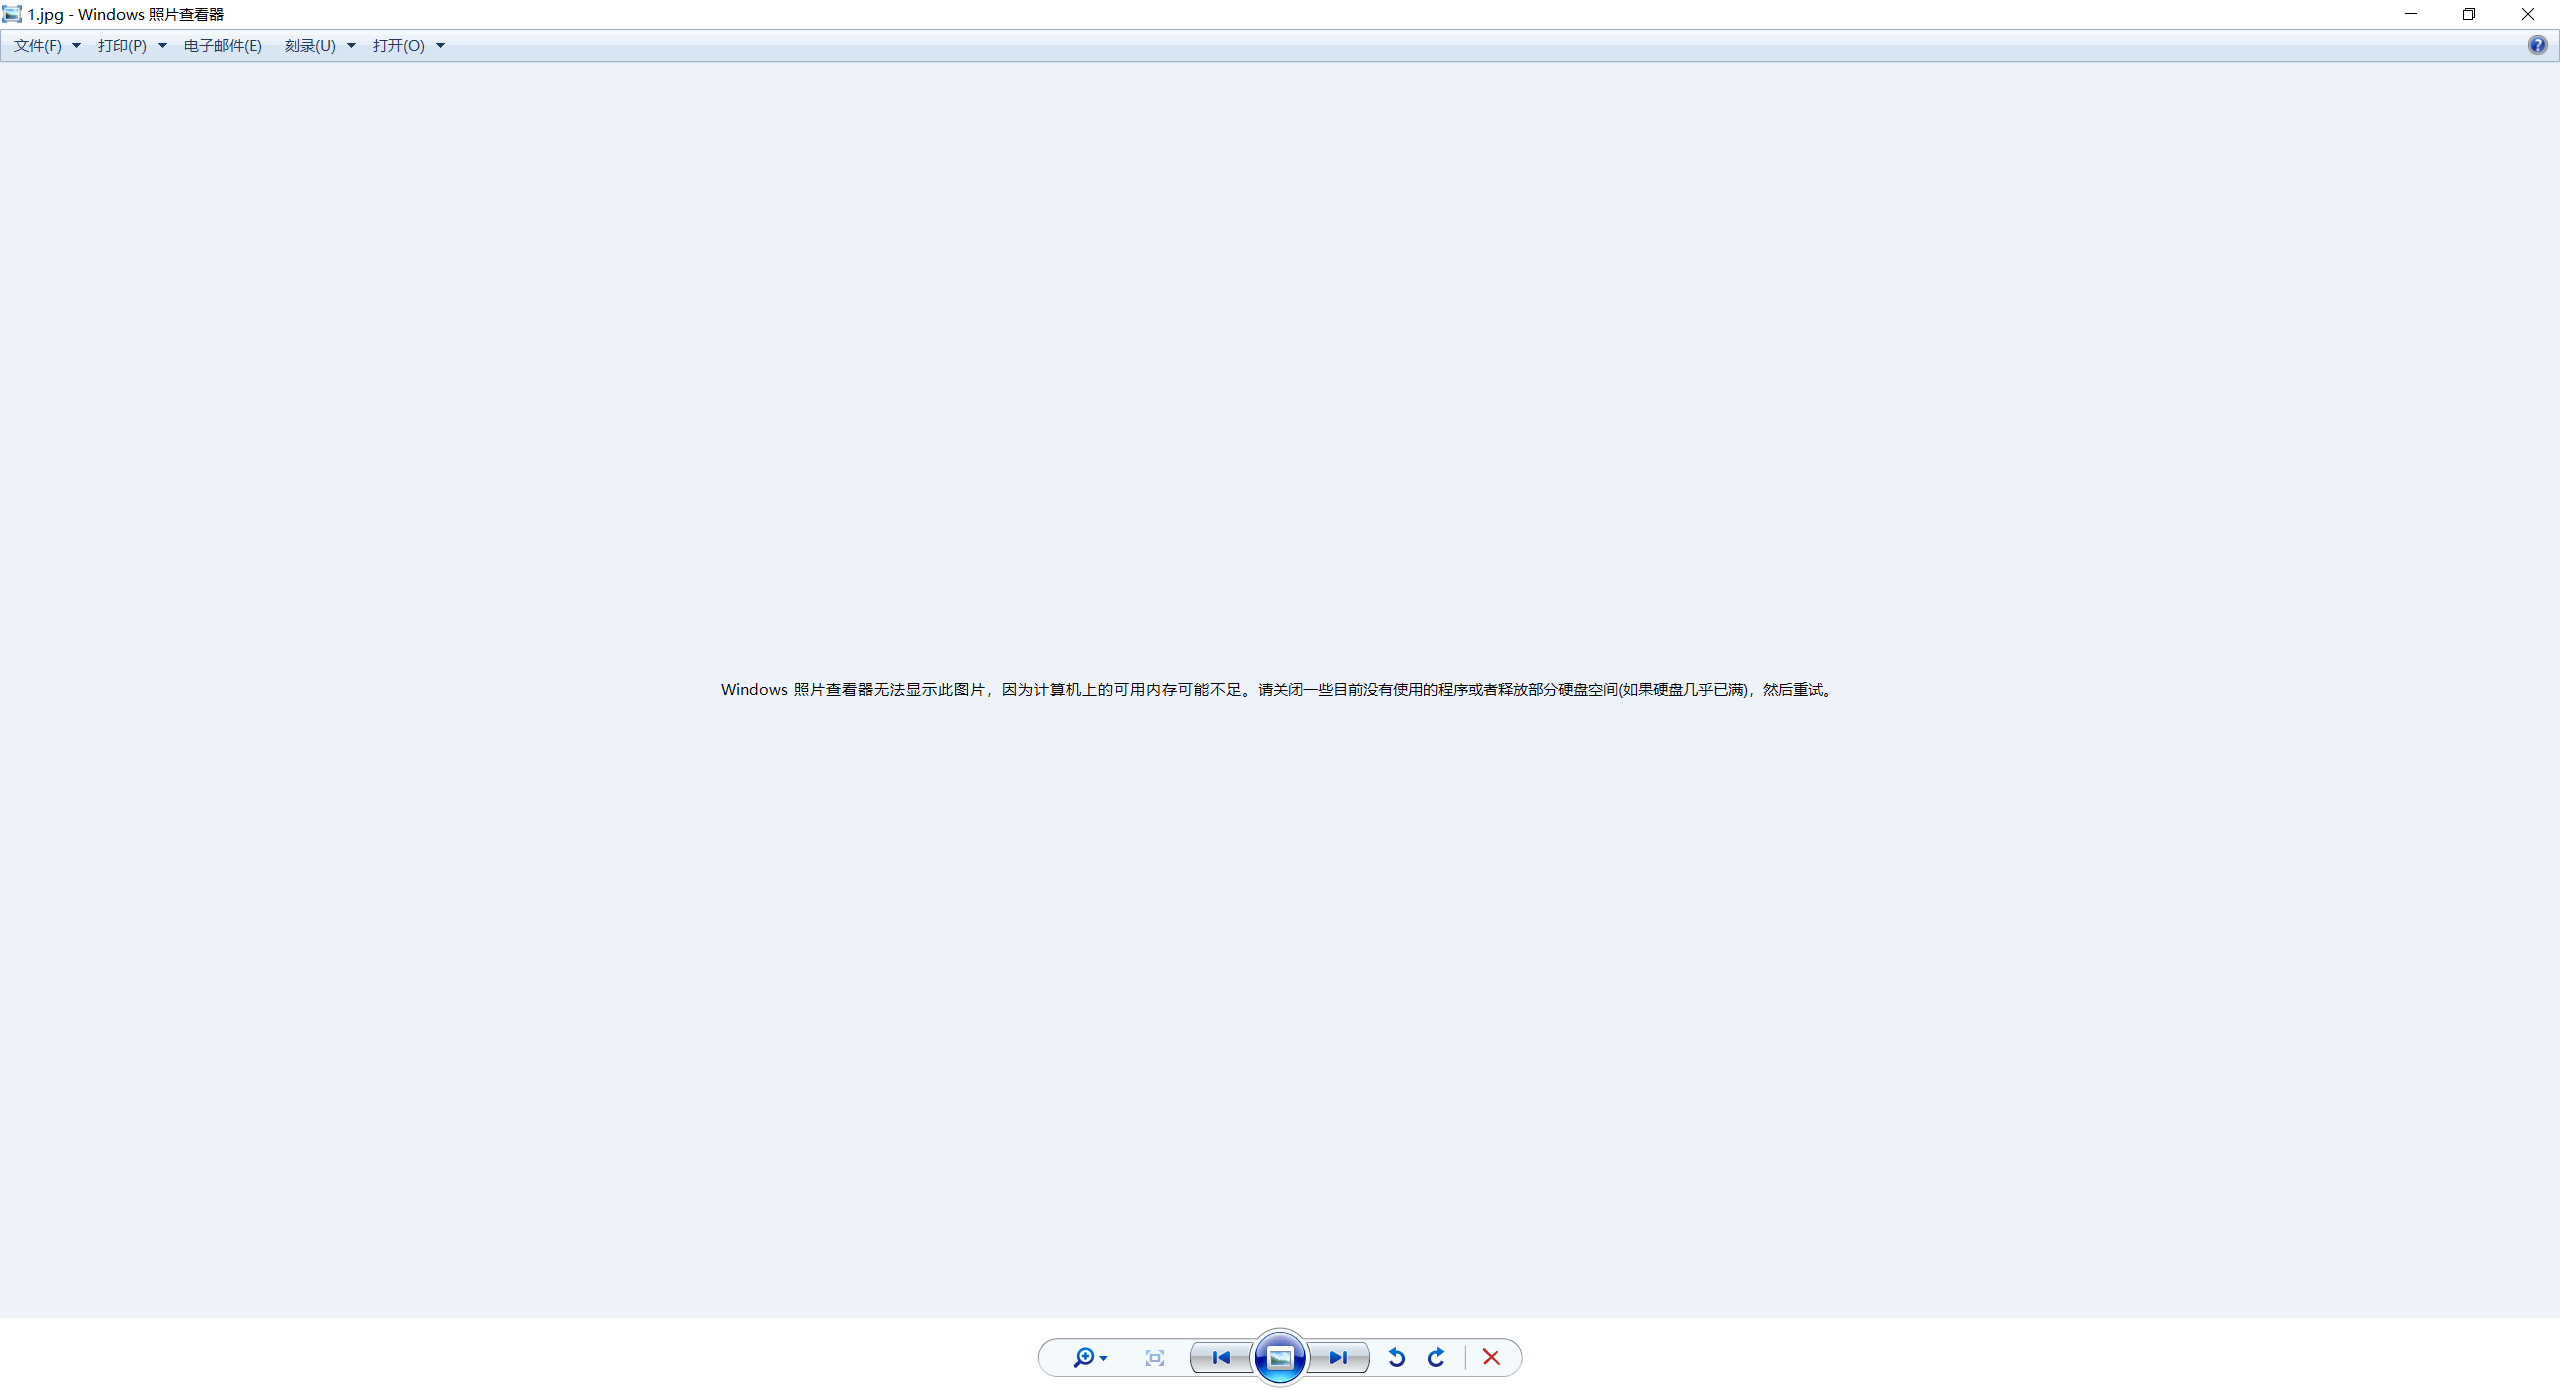 1.jpg - Windows 照片查看器
文件(F) 打印(P) 电子邮件(E) 刻录(U) 打开(O)
Windows 照片查看器无法显示此图片，因为计算机上的可用内存可能不足。请关闭一些目前没有使用的程序或者释放部分硬盘空间(如果硬盘几乎已满)，然后重试。